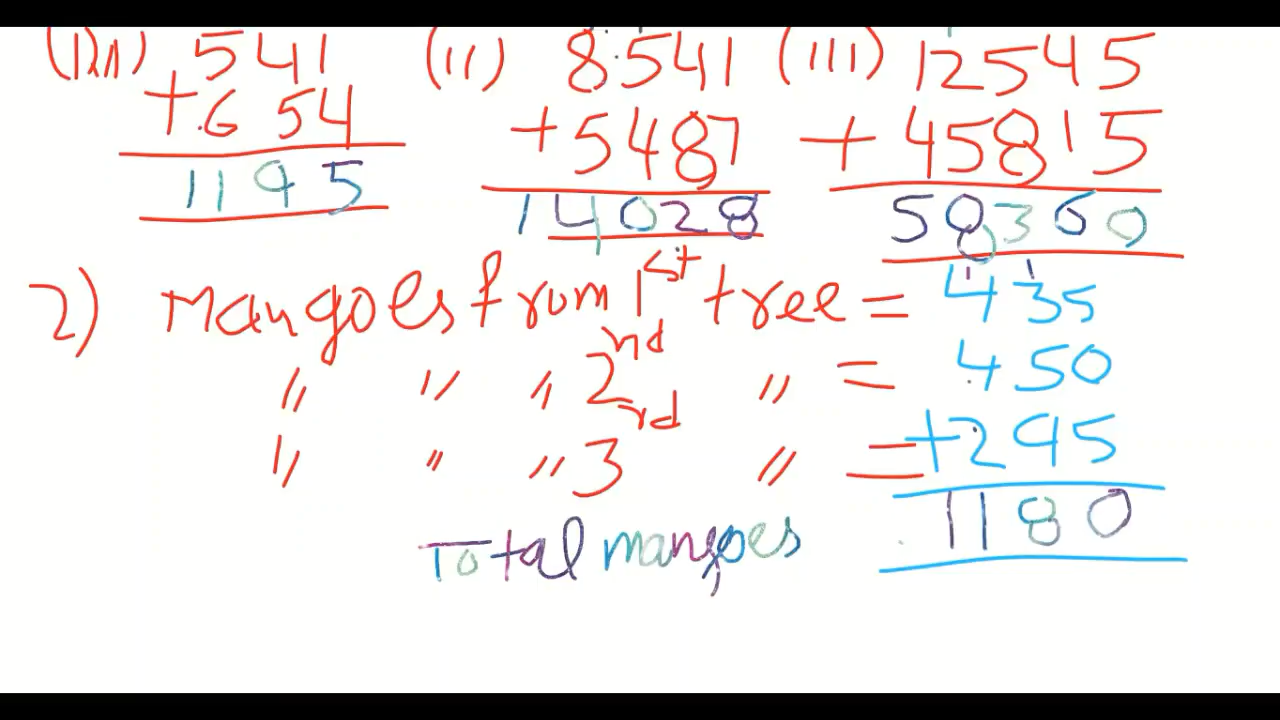 (i) 541 (ii) 8541 (iii) 12545
+654 +5487 +45815
1195 14028 58360
2) Mangoes from 1st tree = 435
" " " 2nd " = 450
" " " 3rd " = +295
Total mangoes 1180